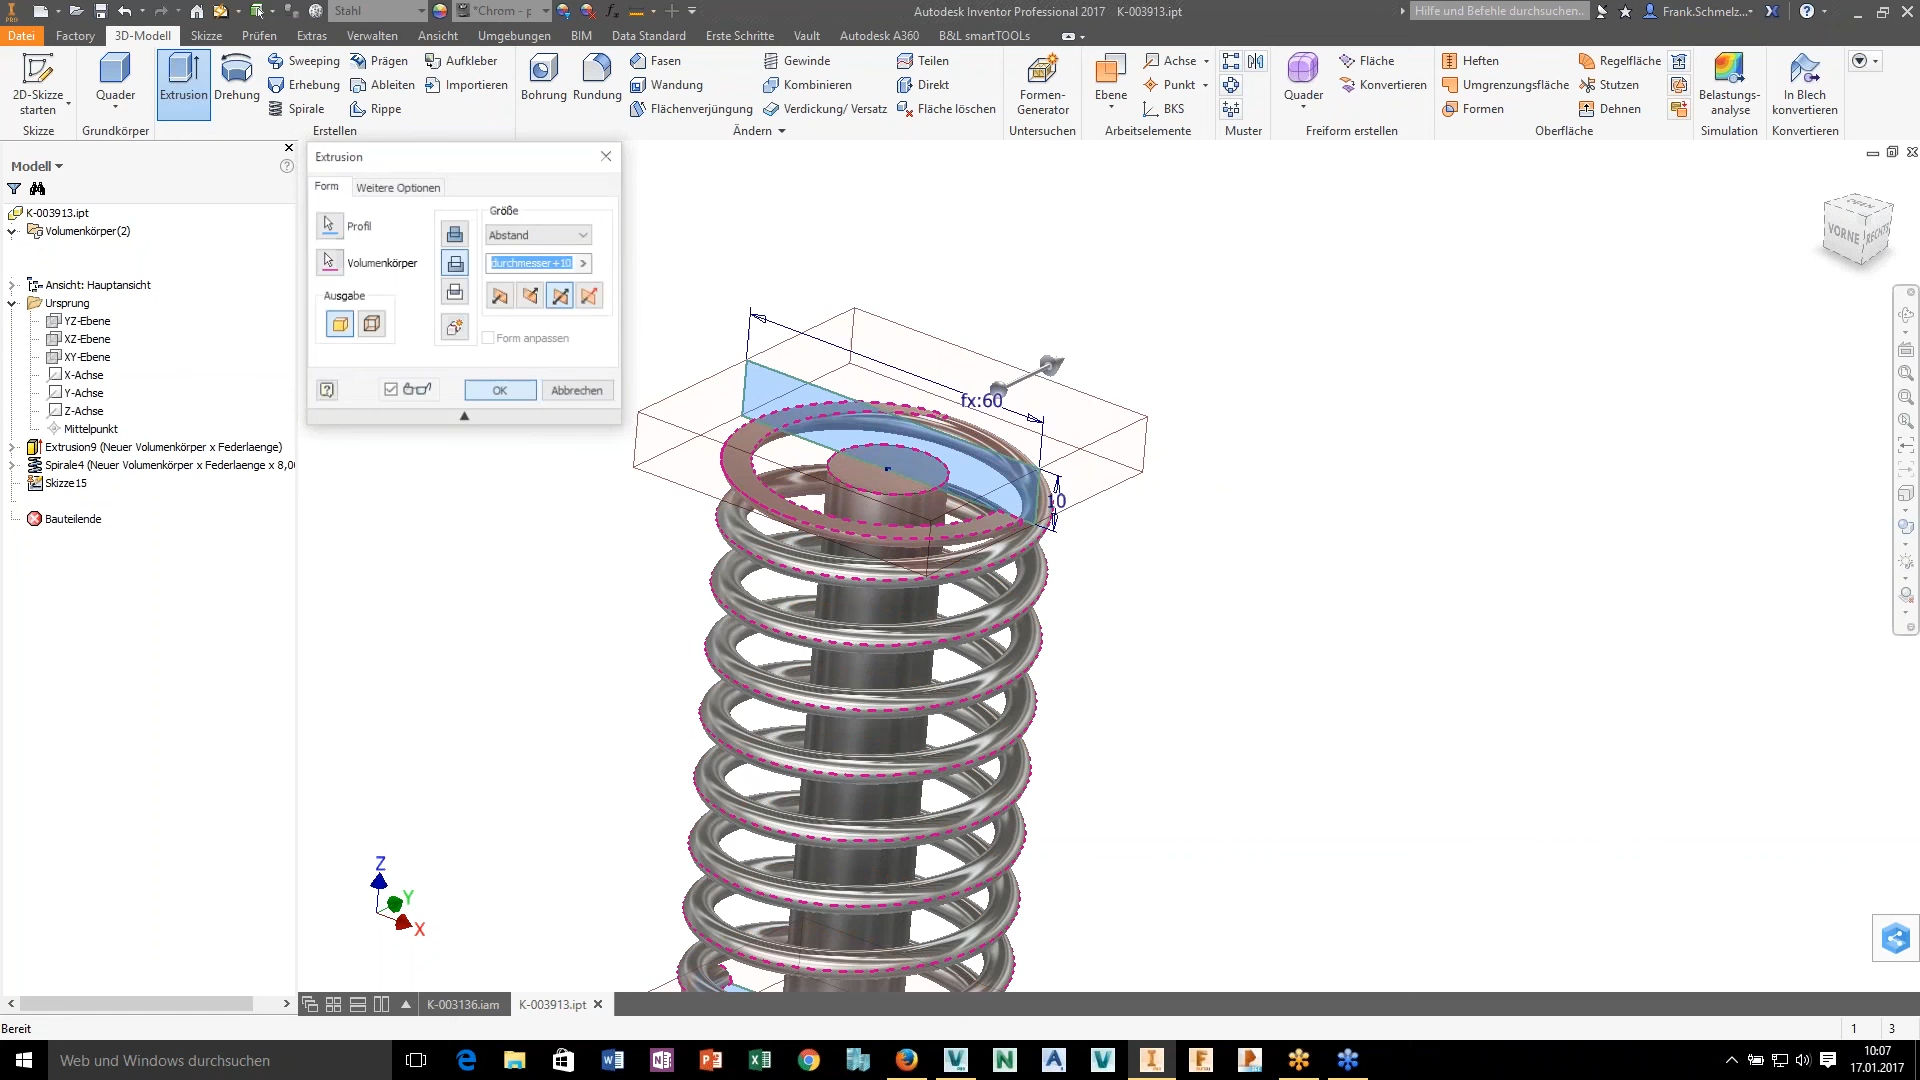 Stahl
*Chrom - p
Autodesk Inventor Professional 2017 K-003913.ipt
Hilfe und Befehle durchsuchen...
Frank.Schmelz...
PRO
Datei Factory 3D-Modell Skizze Prüfen Extras Verwalten Ansicht Umgebungen BIM Data Standard Erste Schritte Vault Autodesk A360 B&L smartTOOLs
2D-Skizze starten
Skizze
Quader
Grundkörper
Extrusion
Drehung
Sweeping
Erhebung
Spirale
Prägen
Ableiten
Rippe
Aufkleber
Importieren
Erstellen
Bohrung
Rundung
Fasen
Wandung
Flächenverjüngung
Gewinde
Kombinieren
Verdickung/ Versatz
Teilen
Direkt
Fläche löschen
Ändern
Formen-
Generator
Untersuchen
Ebene
Achse
Punkt
BKS
Arbeitselemente
Muster
Quader
Fläche
Konvertieren
Freiform erstellen
Heften
Umgrenzungsfläche
Formen
Regelfläche
Stutzen
Dehnen
Oberfläche
Belastungs-
analyse
Simulation
In Blech
konvertieren
Konvertieren
Modell
K-003913.ipt
Volumenkörper(2)
Ansicht: Hauptansicht
Ursprung
YZ-Ebene
XZ-Ebene
XY-Ebene
X-Achse
Y-Achse
Z-Achse
Mittelpunkt
Extrusion9 (Neuer Volumenkörper x Federlaenge)
Spirale4 (Neuer Volumenkörper x Federlaenge x 8,00
Skizze15
Bauteilende
Extrusion
Form Weitere Optionen
Profil
Volumenkörper
Ausgabe
Größe
Abstand
durchmesser+10
Form anpassen
OK Abbrechen
fx:60
10
OBEN
VORNE
RECHTS
Z
Y
X
K-003136.iam K-003913.ipt
Bereit
1 3
Web und Windows durchsuchen
10:07
17.01.2017